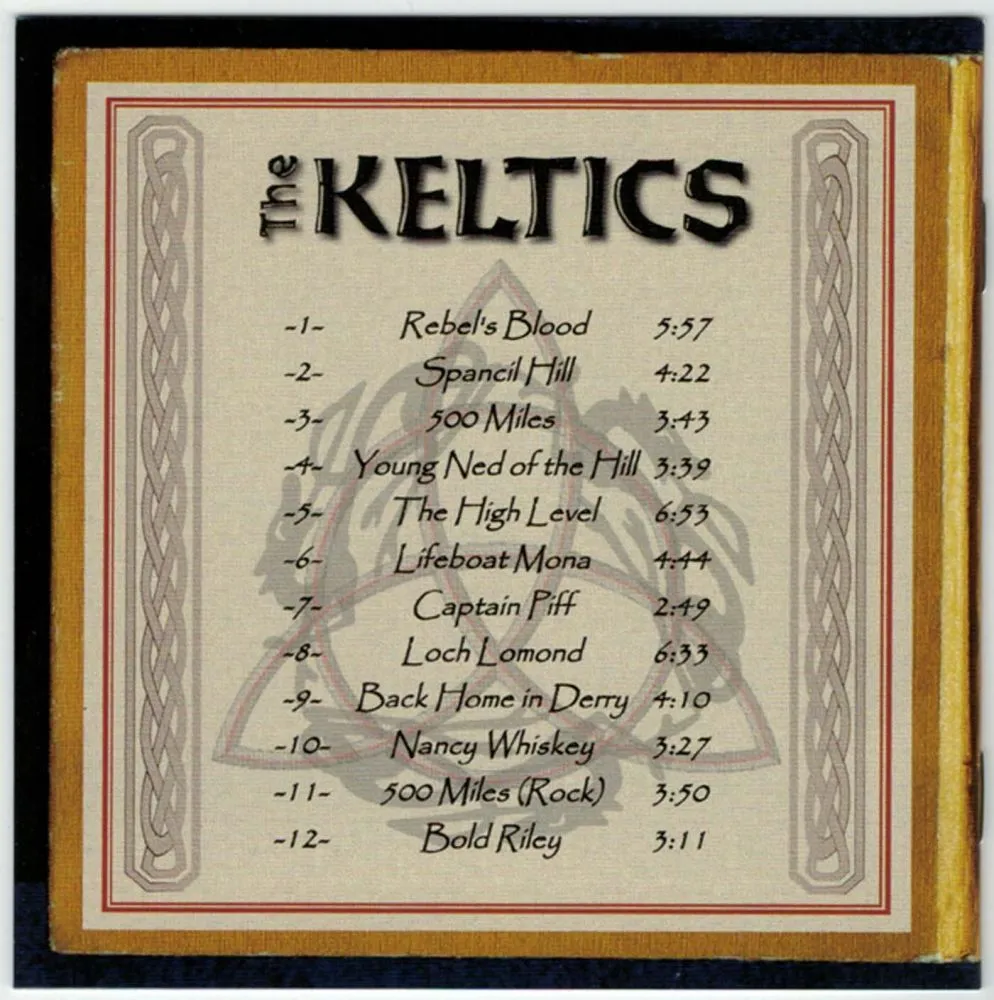 The KELTICS
-1- Rebel's Blood 5:57
-2- Spancil Hill 4:22
-3- 500 Miles 3:43
-4- Young Ned of the Hill 3:39
-5- The High Level 6:53
-6- Lifeboat Mona 4:44
-7- Captain Piff 2:49
-8- Loch Lomond 6:33
-9- Back Home in Derry 4:10
-10- Nancy Whiskey 3:27
-11- 500 Miles (Rock) 3:50
-12- Bold Riley 3:11